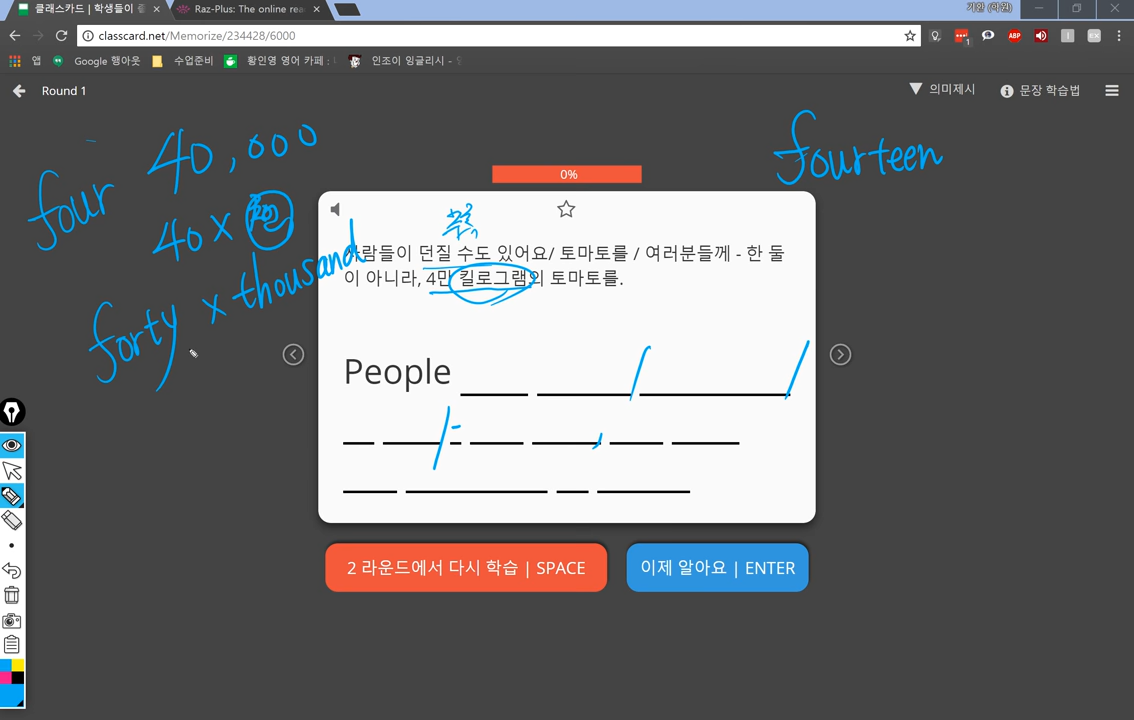 클래스카드 | 학생들이 클
Raz-Plus: The online rea
기환 (학원)
classcard.net/Memorize/234428/6000
앱
Google 행아웃
수업준비
황인영 영어 카페 :
인조이 잉글리시 -
Round 1
의미제시
문장 학습법
four 40,000
fourteen
0%
40 x
forty x thousand
사람들이 던질 수도 있어요/ 토마토를 / 여러분들께 - 한 둘
이 아니라, 4만 킬로그램의 토마토를.
People
2 라운드에서 다시 학습 | SPACE
이제 알아요 | ENTER